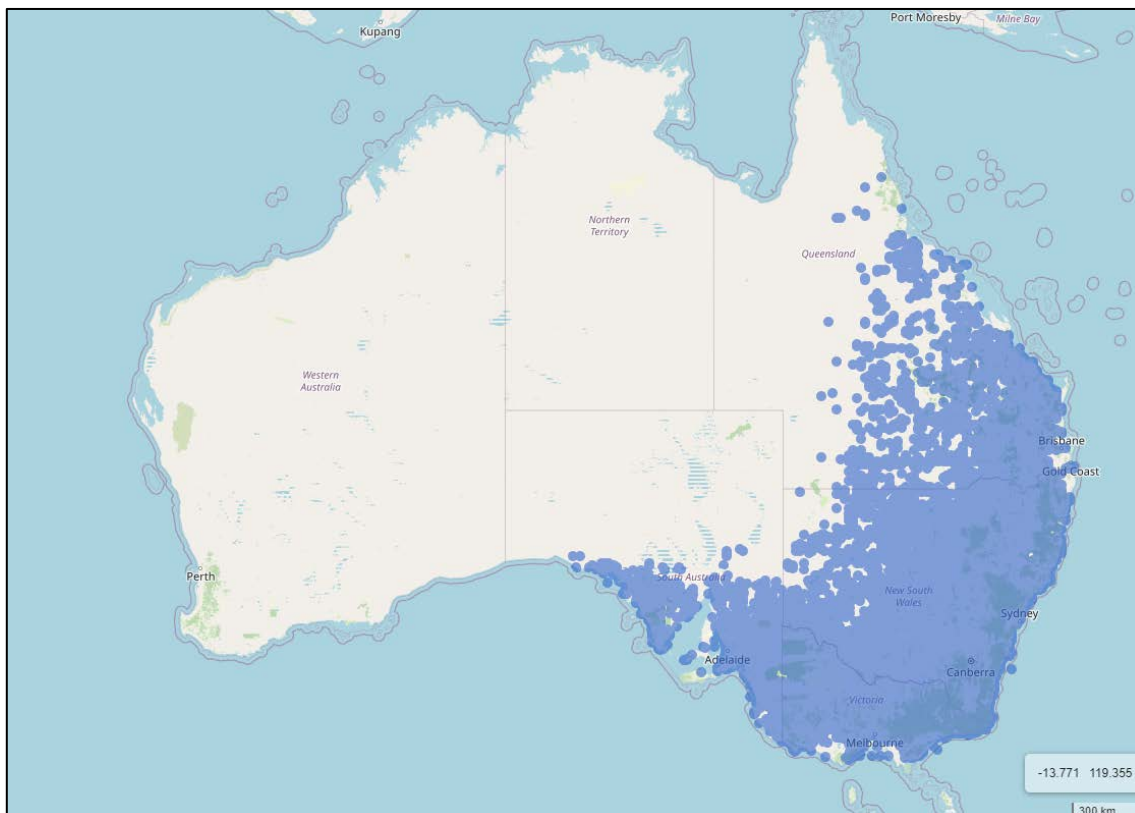 Kupang
Port Moresby
Milne Bay
Northern
Territory
Queensland
Western
Australia
Brisbane
Gold Coast
Perth
South Australia
New South
Wales
Sydney
Adelaide
Canberra
Victoria
Melbourne
-13.771 119.355
300 km